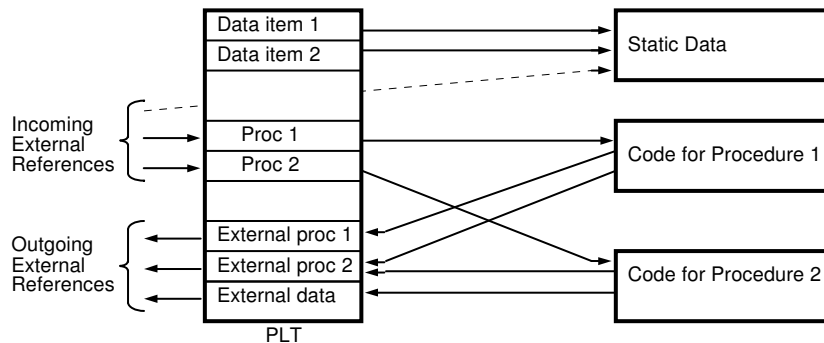 Data item 1
Data item 2
Static Data
Incoming
External
References
Proc 1
Proc 2
Code for Procedure 1
Outgoing
External
References
External proc 1
External proc 2
External data
Code for Procedure 2
PLT